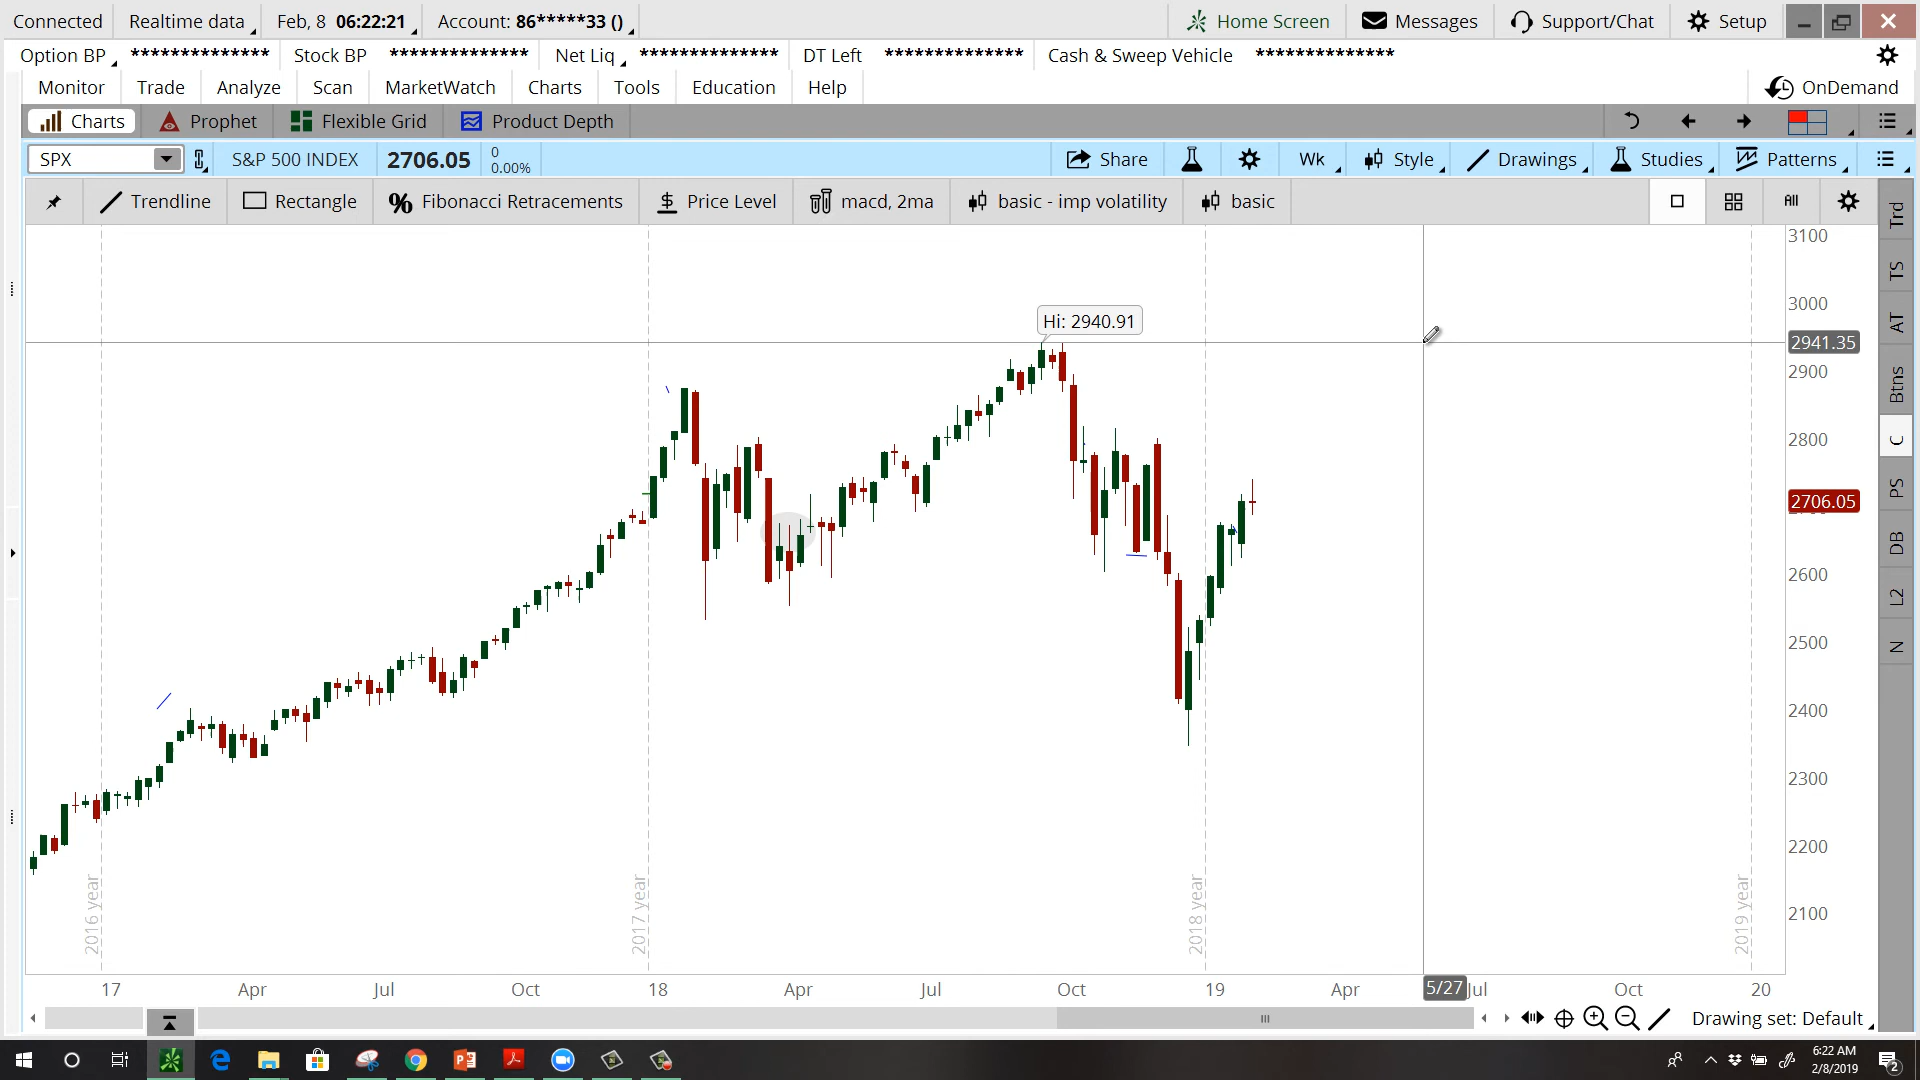 Connected Realtime data Feb, 8 06:22:21 Account: 86*****33 () Home Screen Messages Support/Chat Setup
Option BP ************** Stock BP ************** Net Liq ************** DT Left ************** Cash & Sweep Vehicle **************
Monitor Trade Analyze Scan MarketWatch Charts Tools Education Help OnDemand
Charts Prophet Flexible Grid Product Depth
SPX S&P 500 INDEX 2706.05 0 Share Wk Style Drawings Studies Patterns
0.00%
Trendline Rectangle Fibonacci Retracements $ Price Level macd, 2ma basic - imp volatility basic All
Trd
TS
AT
Btns
C
PS
DB
L2
N
3100
3000
Hi: 2940.91
2941.35
2900
2800
2706.05
2600
2500
2400
2300
2200
2100
2016 year 2017 year 2018 year 2019 year
17 Apr Jul Oct 18 Apr Jul Oct 19 Apr 5/27 Jul Oct 20
Drawing set: Default
6:22 AM
2/8/2019
2